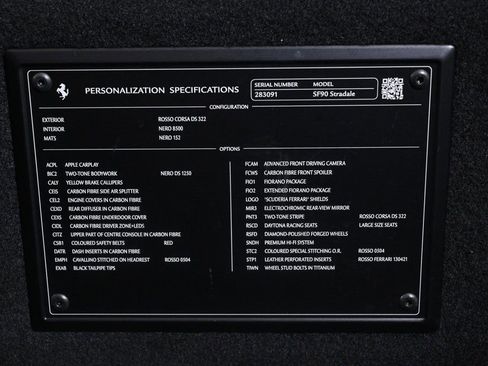 PERSONALIZATION SPECIFICATIONS
SERIAL NUMBER MODEL
283091 SF90 Stradale
CONFIGURATION
EXTERIOR ROSSO CORSA DS 322
INTERIOR NERO 8500
MATS NERO 152
OPTIONS
ACPL APPLE CARPLAY
BIC2 TWO-TONE BODYWORK NERO DS 1250
CALY YELLOW BRAKE CALLIPERS
CEIS CARBON FIBRE SIDE AIR SPLITTER
CEL2 ENGINE COVERS IN CARBON FIBRE
CEXD REAR DIFFUSER IN CARBON FIBRE
CEXS CARBON FIBRE UNDERDOOR COVER
CIDL CARBON FIBRE DRIVER ZONE+LEDS
CITZ UPPER PART OF CENTRE CONSOLE IN CARBON FIBRE
CSB1 COLOURED SAFETY BELTS RED
DATR DASH INSERTS IN CARBON FIBRE
EMPH CAVALLINO STITCHED ON HEADREST ROSSO 0504
EXAB BLACK TAILPIPE TIPS
FCAM ADVANCED FRONT DRIVING CAMERA
FCWS CARBON FIBRE FRONT SPOILER
FIO1 FIORANO PACKAGE
FIO2 EXTENDED FIORANO PACKAGE
LOGO "SCUDERIA FERRARI" SHIELDS
MIR3 ELECTROCHROMIC REAR-VIEW MIRROR
PNT3 TWO-TONE STRIPE ROSSO CORSA DS 322
RSCD DAYTONA RACING SEATS LARGE SIZE SEATS
RSFD DIAMOND-POLISHED FORGED WHEELS
SNDH PREMIUM HI-FI SYSTEM
STC2 COLOURED SPECIAL STITCHING O.R. ROSSO 0504
STP1 LEATHER PERFORATED INSERTS ROSSO FERRARI 130421
TIWN WHEEL STUD BOLTS IN TITANIUM